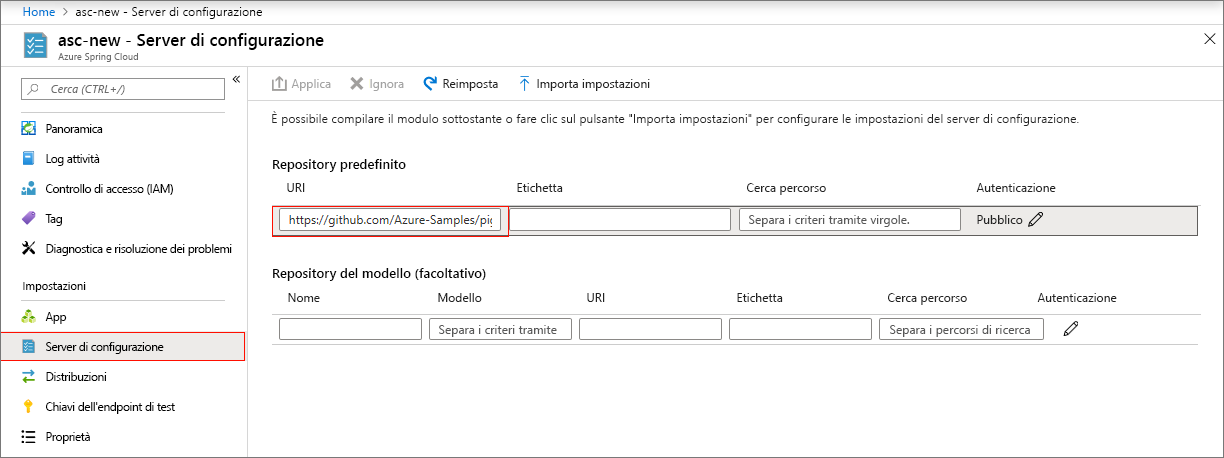 Home > asc-new - Server di configurazione
asc-new - Server di configurazione
Azure Spring Cloud
Cerca (CTRL+/)
Panoramica
Log attività
Controllo di accesso (IAM)
Tag
Diagnostica e risoluzione dei problemi
Impostazioni
App
Server di configurazione
Distribuzioni
Chiavi dell'endpoint di test
Proprietà
Applica Ignora Reimposta Importa impostazioni
È possibile compilare il modulo sottostante o fare clic sul pulsante "Importa impostazioni" per configurare le impostazioni del server di configurazione.
Repository predefinito
URI Etichetta Cerca percorso Autenticazione
https://github.com/Azure-Samples/pig Separa i criteri tramite virgole. Pubblico
Repository del modello (facoltativo)
Nome Modello URI Etichetta Cerca percorso Autenticazione
Separa i criteri tramite Separa i percorsi di ricerca